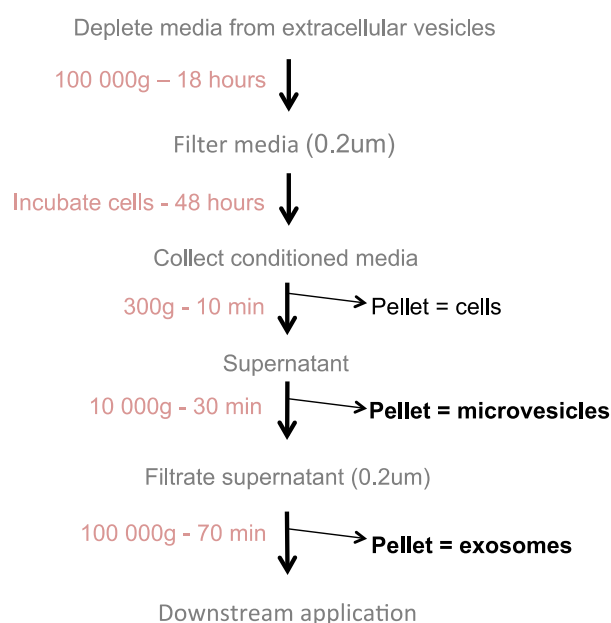 Deplete media from extracellular vesicles
100 000g – 18 hours
Filter media (0.2um)
Incubate cells - 48 hours
Collect conditioned media
300g - 10 min
Pellet = cells
Supernatant
10 000g - 30 min
Pellet = microvesicles
Filtrate supernatant (0.2um)
100 000g - 70 min
Pellet = exosomes
Downstream application